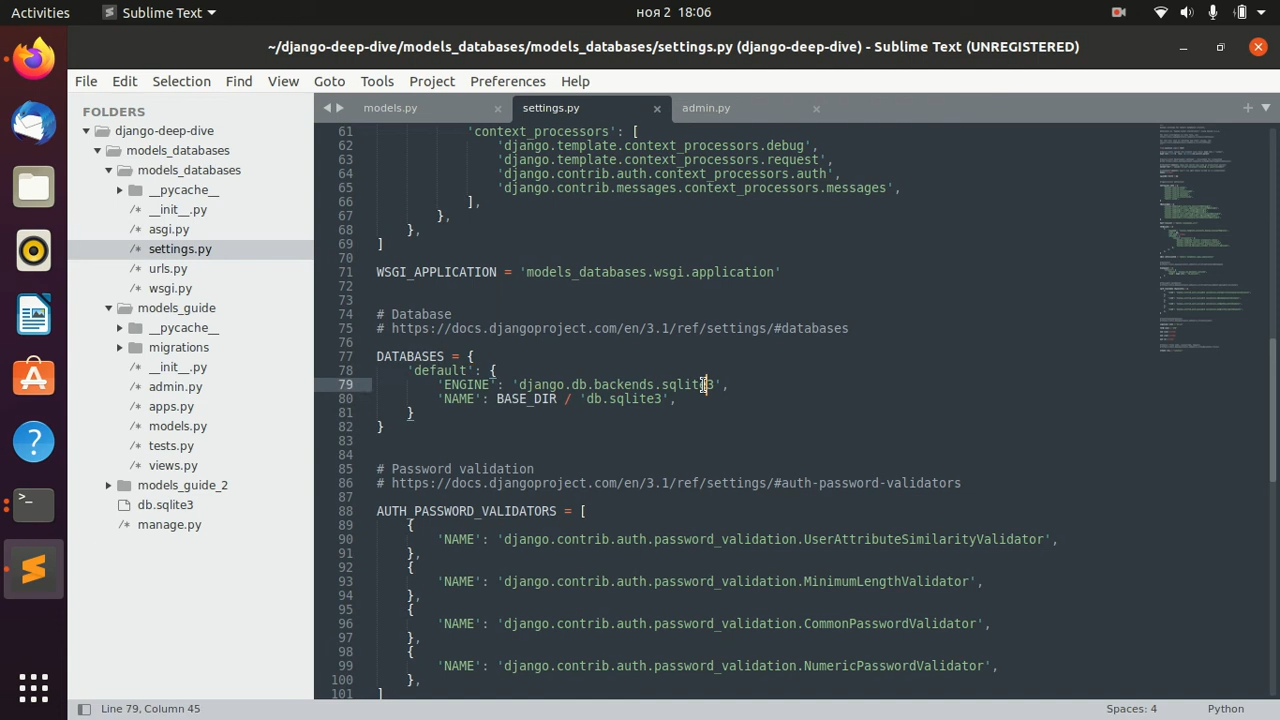 Activities
Sublime Text
ноя 2 18:06
~/django-deep-dive/models_databases/models_databases/settings.py (django-deep-dive) - Sublime Text (UNREGISTERED)
File Edit Selection Find View Goto Tools Project Preferences Help
FOLDERS
django-deep-dive
models_databases
models_databases
__pycache__
/* __init__.py
/* asgi.py
/* settings.py
/* urls.py
/* wsgi.py
models_guide
__pycache__
migrations
/* __init__.py
/* admin.py
/* apps.py
/* models.py
/* tests.py
/* views.py
models_guide_2
db.sqlite3
/* manage.py
models.py × settings.py × admin.py ×
61 'context_processors': [
62 'django.template.context_processors.debug',
63 'django.template.context_processors.request',
64 'django.contrib.auth.context_processors.auth',
65 'django.contrib.messages.context_processors.messages',
66 ],
67 },
68 },
69 ]
70
71 WSGI_APPLICATION = 'models_databases.wsgi.application'
72
73
74 # Database
75 # https://docs.djangoproject.com/en/3.1/ref/settings/#databases
76
77 DATABASES = {
78 'default': {
79 'ENGINE': 'django.db.backends.sqlite3',
80 'NAME': BASE_DIR / 'db.sqlite3',
81 }
82 }
83
84
85 # Password validation
86 # https://docs.djangoproject.com/en/3.1/ref/settings/#auth-password-validators
87
88 AUTH_PASSWORD_VALIDATORS = [
89 {
90 'NAME': 'django.contrib.auth.password_validation.UserAttributeSimilarityValidator',
91 },
92 {
93 'NAME': 'django.contrib.auth.password_validation.MinimumLengthValidator',
94 },
95 {
96 'NAME': 'django.contrib.auth.password_validation.CommonPasswordValidator',
97 },
98 {
99 'NAME': 'django.contrib.auth.password_validation.NumericPasswordValidator',
100 },
101 ]
Line 79, Column 45
Spaces: 4
Python